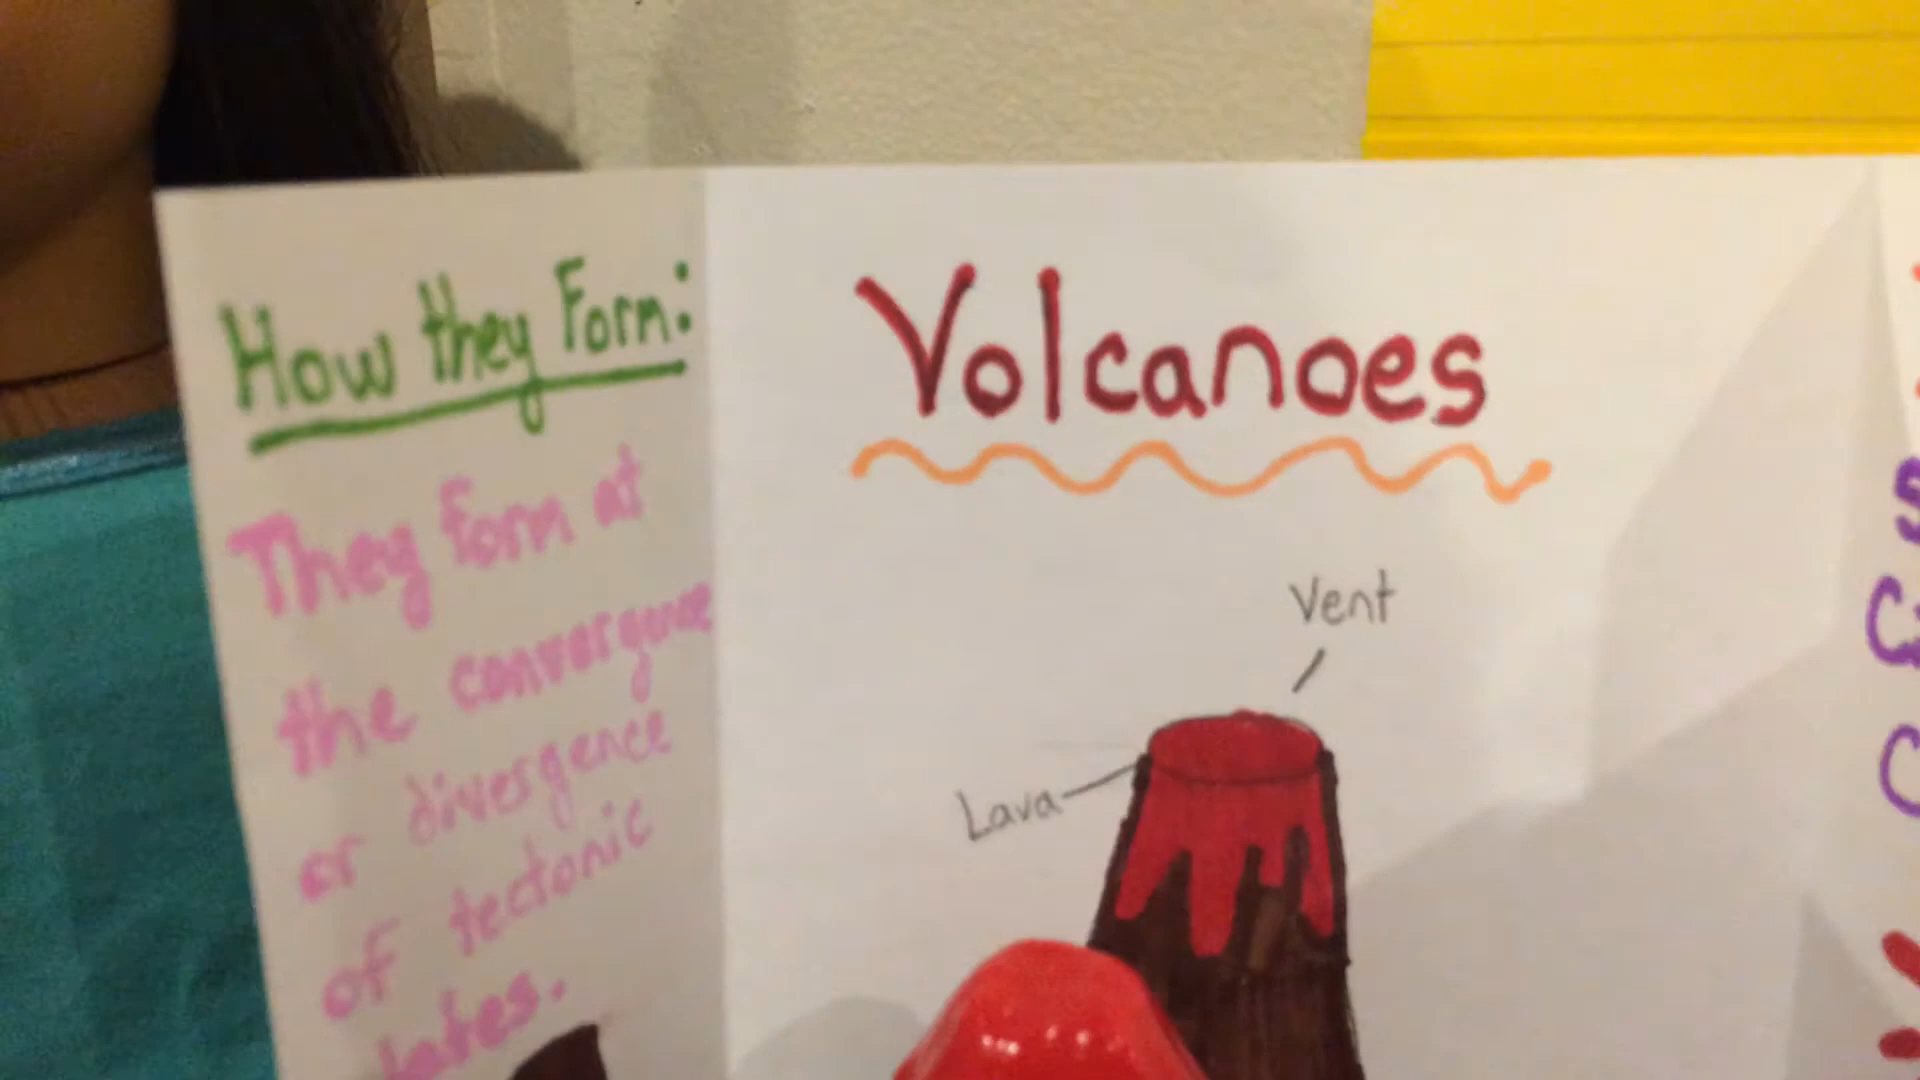 How they Form:
They form at
the convergence
or divergence
of tectonic
Volcanoes
Vent
Lava